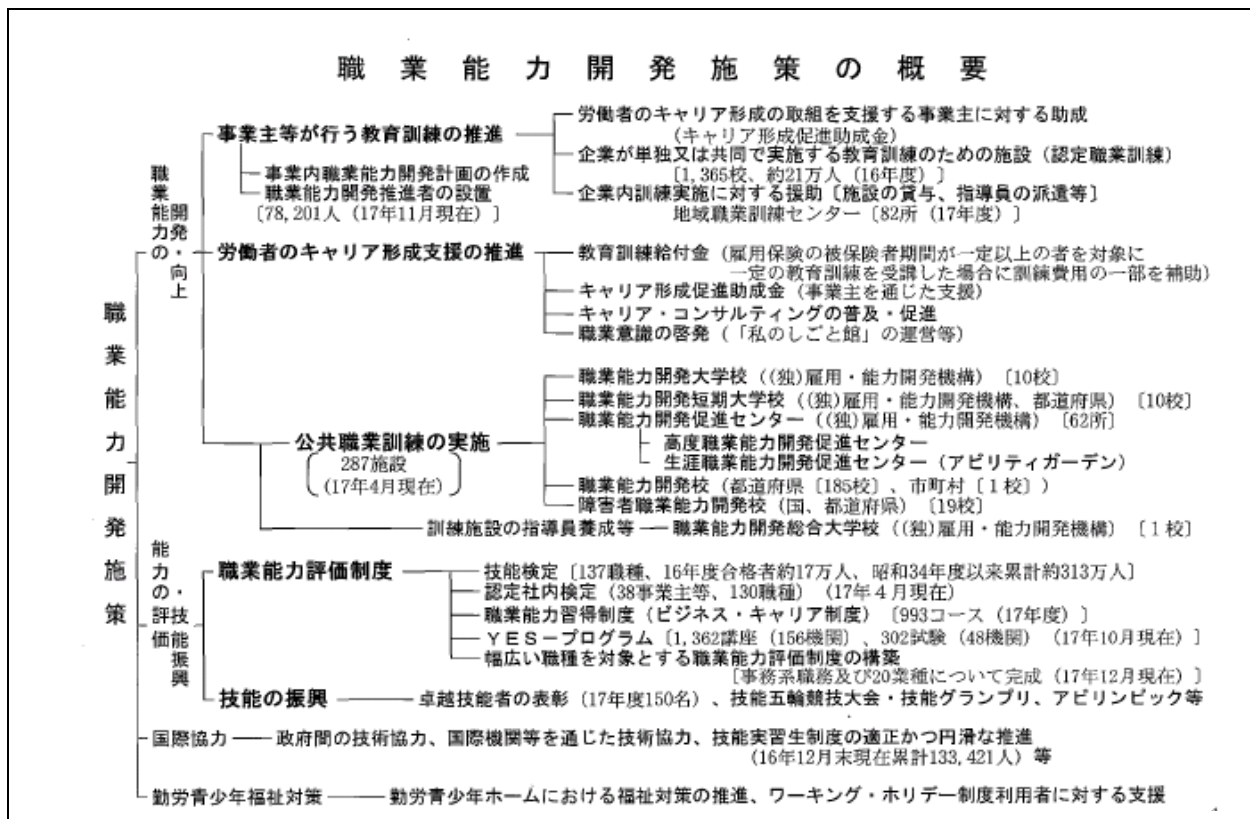 職業能力開発施策の概要
職業能力開発施策
職業能力の
開発・向上
事業主等が行う教育訓練の推進
事業内職業能力開発計画の作成
職業能力開発推進者の設置
［78,201人（17年11月現在）］
労働者のキャリア形成の取組を支援する事業主に対する助成
（キャリア形成促進助成金）
企業が単独又は共同で実施する教育訓練のための施設（認定職業訓練）
［1,365校、約21万人（16年度）］
企業内訓練実施に対する援助［施設の貸与、指導員の派遣等］
地域職業訓練センター［82所（17年度）］
労働者のキャリア形成支援の推進
教育訓練給付金（雇用保険の被保険者期間が一定以上の者を対象に
一定の教育訓練を受講した場合に訓練費用の一部を補助）
キャリア形成促進助成金（事業主を通じた支援）
キャリア・コンサルティングの普及・促進
職業意識の啓発（「私のしごと館」の運営等）
公共職業訓練の実施
287施設
（17年4月現在）
職業能力開発大学校（(独)雇用・能力開発機構）［10校］
職業能力開発短期大学校（(独)雇用・能力開発機構、都道府県）［10校］
職業能力開発促進センター（(独)雇用・能力開発機構）［62所］
高度職業能力開発促進センター
生涯職業能力開発促進センター（アビリティガーデン）
職業能力開発校（都道府県［185校］、市町村［1校］）
障害者職業能力開発校（国、都道府県）［19校］
訓練施設の指導員養成等
職業能力開発総合大学校（(独)雇用・能力開発機構）［1校］
能力の・評価
技能振興
職業能力評価制度
技能検定［137職種、16年度合格者約17万人、昭和34年度以来累計約313万人］
認定社内検定（38事業主等、130職種）（17年４月現在）
職業能力習得制度（ビジネス・キャリア制度）［993コース（17年度）］
ＹＥＳ－プログラム［1,362講座（156機関）、302試験（48機関）（17年10月現在）］
幅広い職種を対象とする職業能力評価制度の構築
［事務系職務及び20業種について完成（17年12月現在）］
技能の振興
卓越技能者の表彰（17年度150名）、技能五輪競技大会・技能グランプリ、アビリンピック等
国際協力
政府間の技術協力、国際機関等を通じた技術協力、技能実習生制度の適正かつ円滑な推進
（16年12月末現在累計133,421人）等
勤労青少年福祉対策
勤労青少年ホームにおける福祉対策の推進、ワーキング・ホリデー制度利用者に対する支援